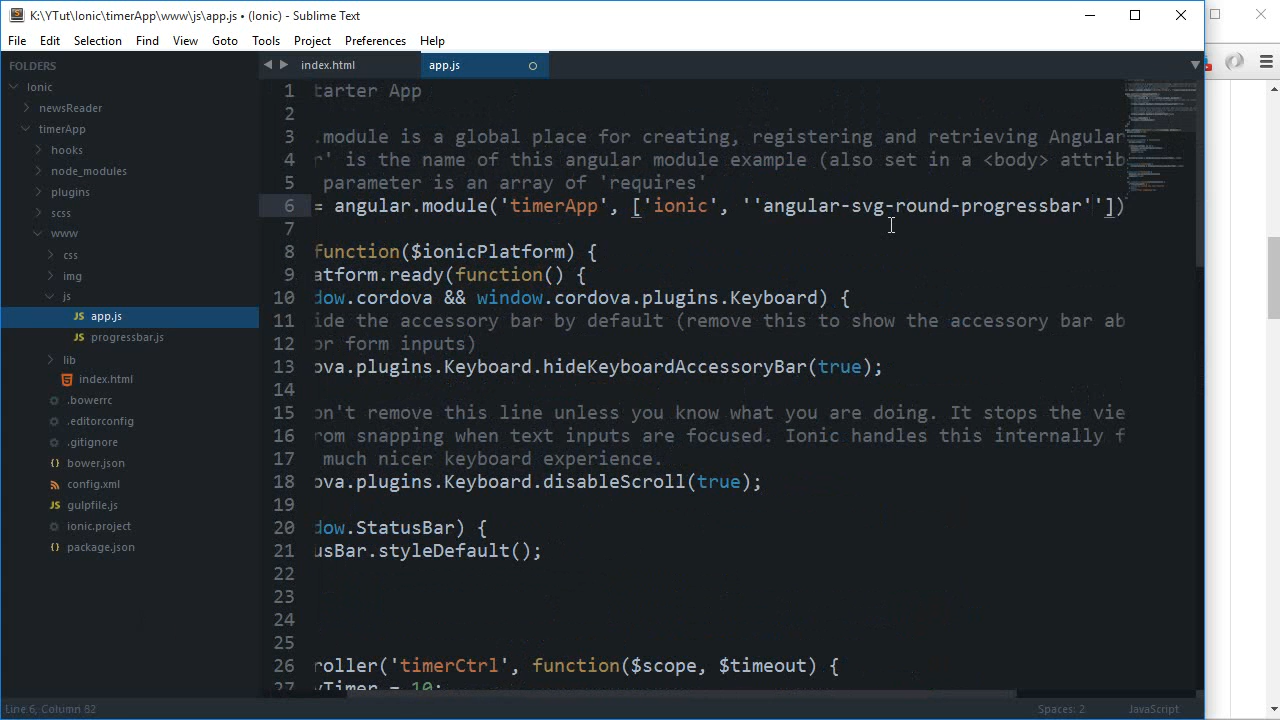 K:\YTut\Ionic\timerApp\www\js\app.js • (Ionic) - Sublime Text
File Edit Selection Find View Goto Tools Project Preferences Help
FOLDERS
Ionic
newsReader
timerApp
hooks
node_modules
plugins
scss
www
css
img
js
JS app.js
JS progressbar.js
lib
index.html
.bowerrc
.editorconfig
.gitignore
bower.json
config.xml
JS gulpfile.js
ionic.project
package.json
index.html app.js
1 tarter App
2
3 .module is a global place for creating, registering and retrieving Angular
4 r' is the name of this angular module example (also set in a <body> attrib
5 parameter is an array of 'requires'
6 = angular.module('timerApp', ['ionic', ''angular-svg-round-progressbar''])
7
8 function($ionicPlatform) {
9 atform.ready(function() {
10 dow.cordova && window.cordova.plugins.Keyboard) {
11 ide the accessory bar by default (remove this to show the accessory bar ab
12 or form inputs)
13 ova.plugins.Keyboard.hideKeyboardAccessoryBar(true);
14
15 on't remove this line unless you know what you are doing. It stops the vie
16 rom snapping when text inputs are focused. Ionic handles this internally f
17 much nicer keyboard experience.
18 ova.plugins.Keyboard.disableScroll(true);
19
20 dow.StatusBar) {
21 usBar.styleDefault();
22
23
24
25
26 roller('timerCtrl', function($scope, $timeout) {
27 yTimer = 10;
Line 6, Column 82 Spaces: 2 JavaScript